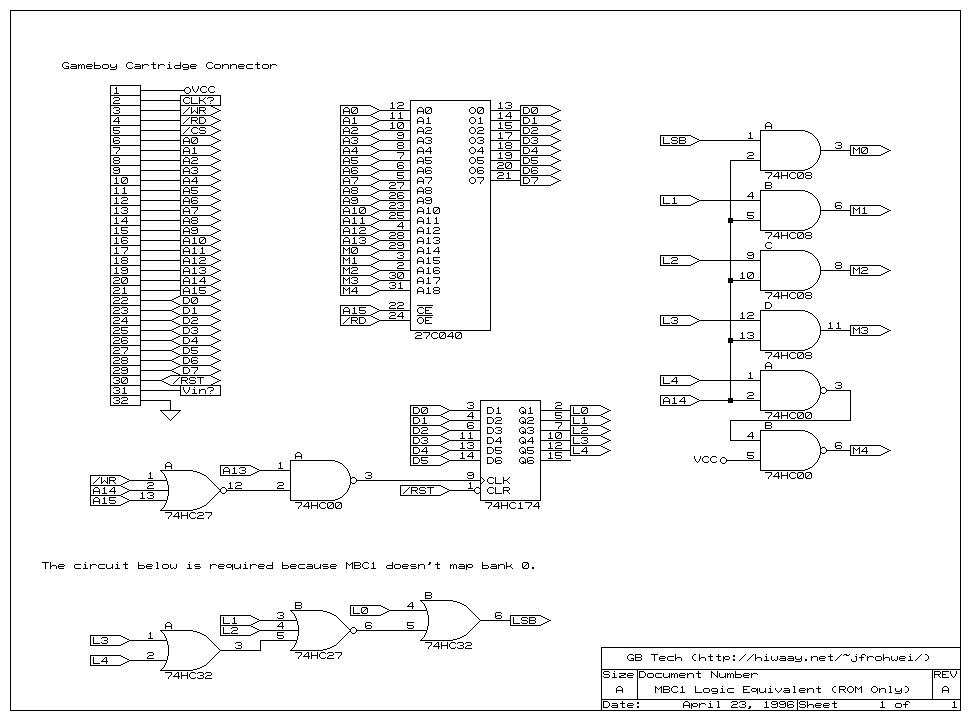 Gameboy Cartridge Connector
1 VCC
2 CLK?
3 /WR
4 /RD
5 /CS
6 A0
7 A1
8 A2
9 A3
10 A4
11 A5
12 A6
13 A7
14 A8
15 A9
16 A10
17 A11
18 A12
19 A13
20 A14
21 A15
22 D0
23 D1
24 D2
25 D3
26 D4
27 D5
28 D6
29 D7
30 /RST
31 Vin?
32
A0 12 A0 O0 13 D0
A1 11 A1 O1 14 D1
A2 10 A2 O2 15 D2
A3 9 A3 O3 17 D3
A4 8 A4 O4 18 D4
A5 7 A5 O5 19 D5
A6 6 A6 O6 20 D6
A7 5 A7 O7 21 D7
A8 27 A8
A9 26 A9
A10 23 A10
A11 25 A11
A12 4 A12
A13 28 A13
M0 29 A14
M1 3 A15
M2 2 A16
M3 30 A17
M4 31 A18
A15 22 CE
/RD 24 OE
27C040
A
LSB 1 3 M0
2
74HC08
B
L1 4 6 M1
5
74HC08
C
L2 9 8 M2
10
74HC08
D
L3 12 11 M3
13
74HC08
A
L4 1 3
A14 2
74HC00
B
4 6 M4
VCC 5
74HC00
D0 3 D1 Q1 2 L0
D1 4 D2 Q2 5 L1
D2 6 D3 Q3 7 L2
D3 11 D4 Q4 10 L3
D4 13 D5 Q5 12 L4
D5 14 D6 Q6 15
9 CLK
/RST 1 CLR
74HC174
A
/WR 1
A14 2 12
A15 13
74HC27
A
A13 1 3
2
74HC00
The circuit below is required because MBC1 doesn't map bank 0.
A
L3 1 3
L4 2
74HC32
B
L1 3
L2 4 6
5
74HC27
B
L0 4 6 LSB
5
74HC32
GB Tech (http://hiwaay.net/~jfrohwei/)
Size Document Number REV
A MBC1 Logic Equivalent (ROM Only) A
Date: April 23, 1996 Sheet 1 of 1